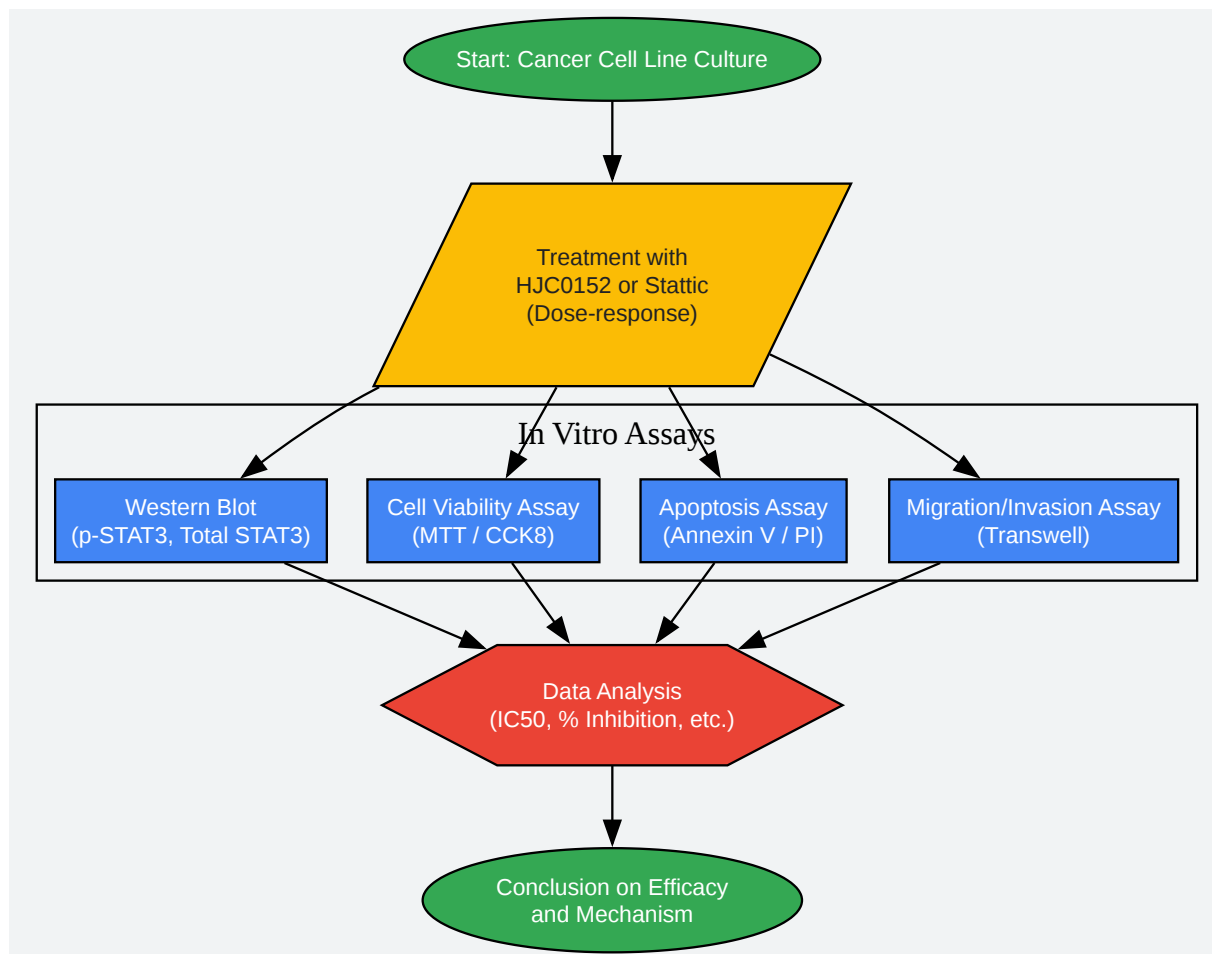 Start: Cancer Cell Line Culture
Treatment with
HJC0152 or Stattic
(Dose-response)
In Vitro Assays
Western Blot
(p-STAT3, Total STAT3)
Cell Viability Assay
(MTT / CCK8)
Apoptosis Assay
(Annexin V / PI)
Migration/Invasion Assay
(Transwell)
Data Analysis
(IC50, % Inhibition, etc.)
Conclusion on Efficacy
and Mechanism